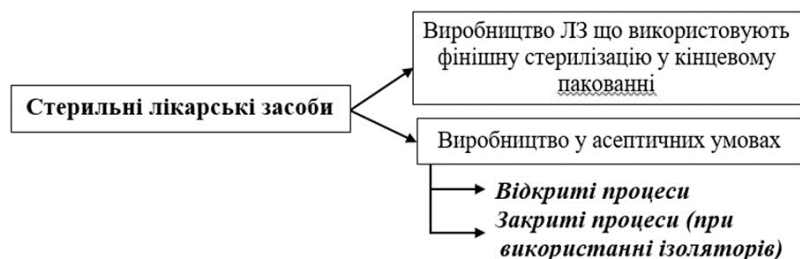 Стерильні лікарські засоби
Виробництво ЛЗ що використовують
фінішну стерилізацію у кінцевому
пакованні
Виробництво у асептичних умовах
Відкриті процеси
Закриті процеси (при
використанні ізоляторів)